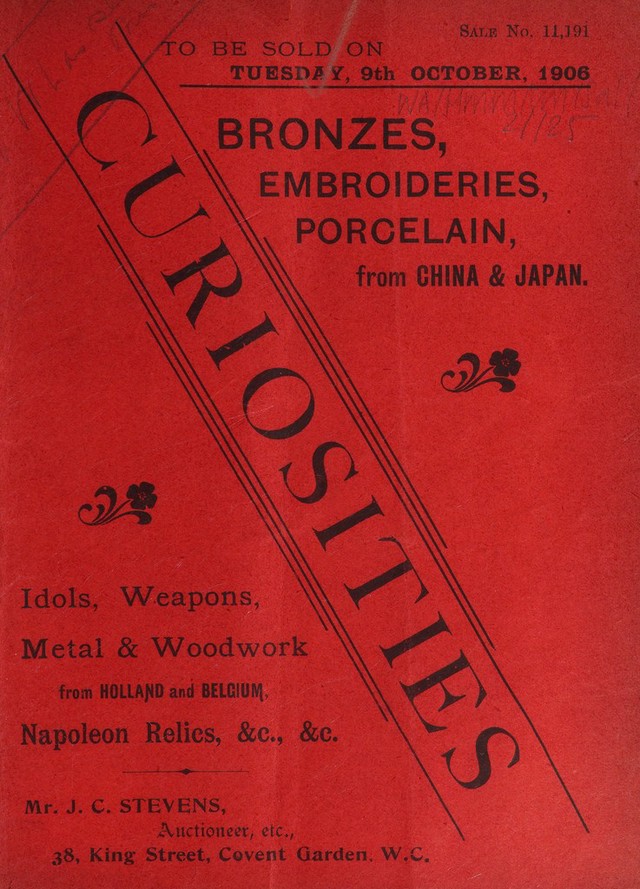 SALE No. 11,191
TO BE SOLD ON
TUESDAY, 9th OCTOBER, 1906
BRONZES,
EMBROIDERIES,
PORCELAIN,
from CHINA & JAPAN.
CURIOSITIES
Idols, Weapons,
Metal & Woodwork
from HOLLAND and BELGIUM,
Napoleon Relics, &c., &c.
Mr. J. C. STEVENS,
Auctioneer, etc.,
38, King Street, Covent Garden. W.C.